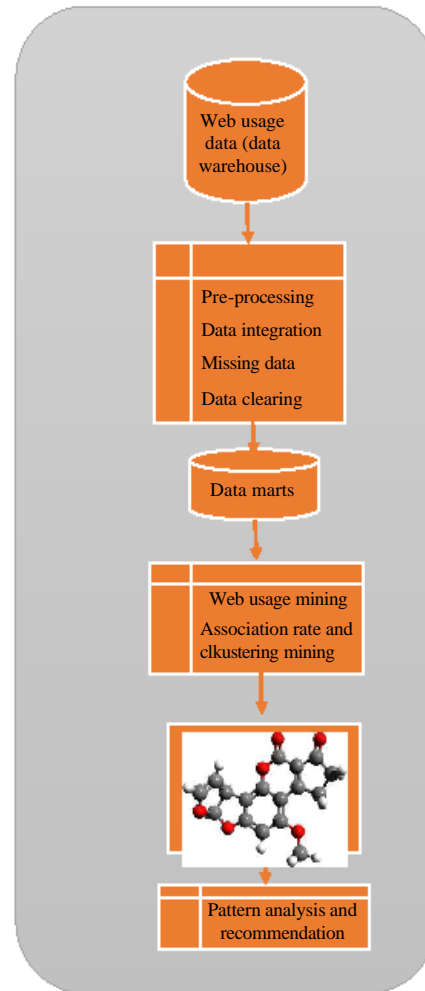 Web usage
data (data
warehouse)
Pre-processing
Data integration
Missing data
Data clearing
Data marts
Web usage mining
Association rate and
clkustering mining
Pattern analysis and
recommendation